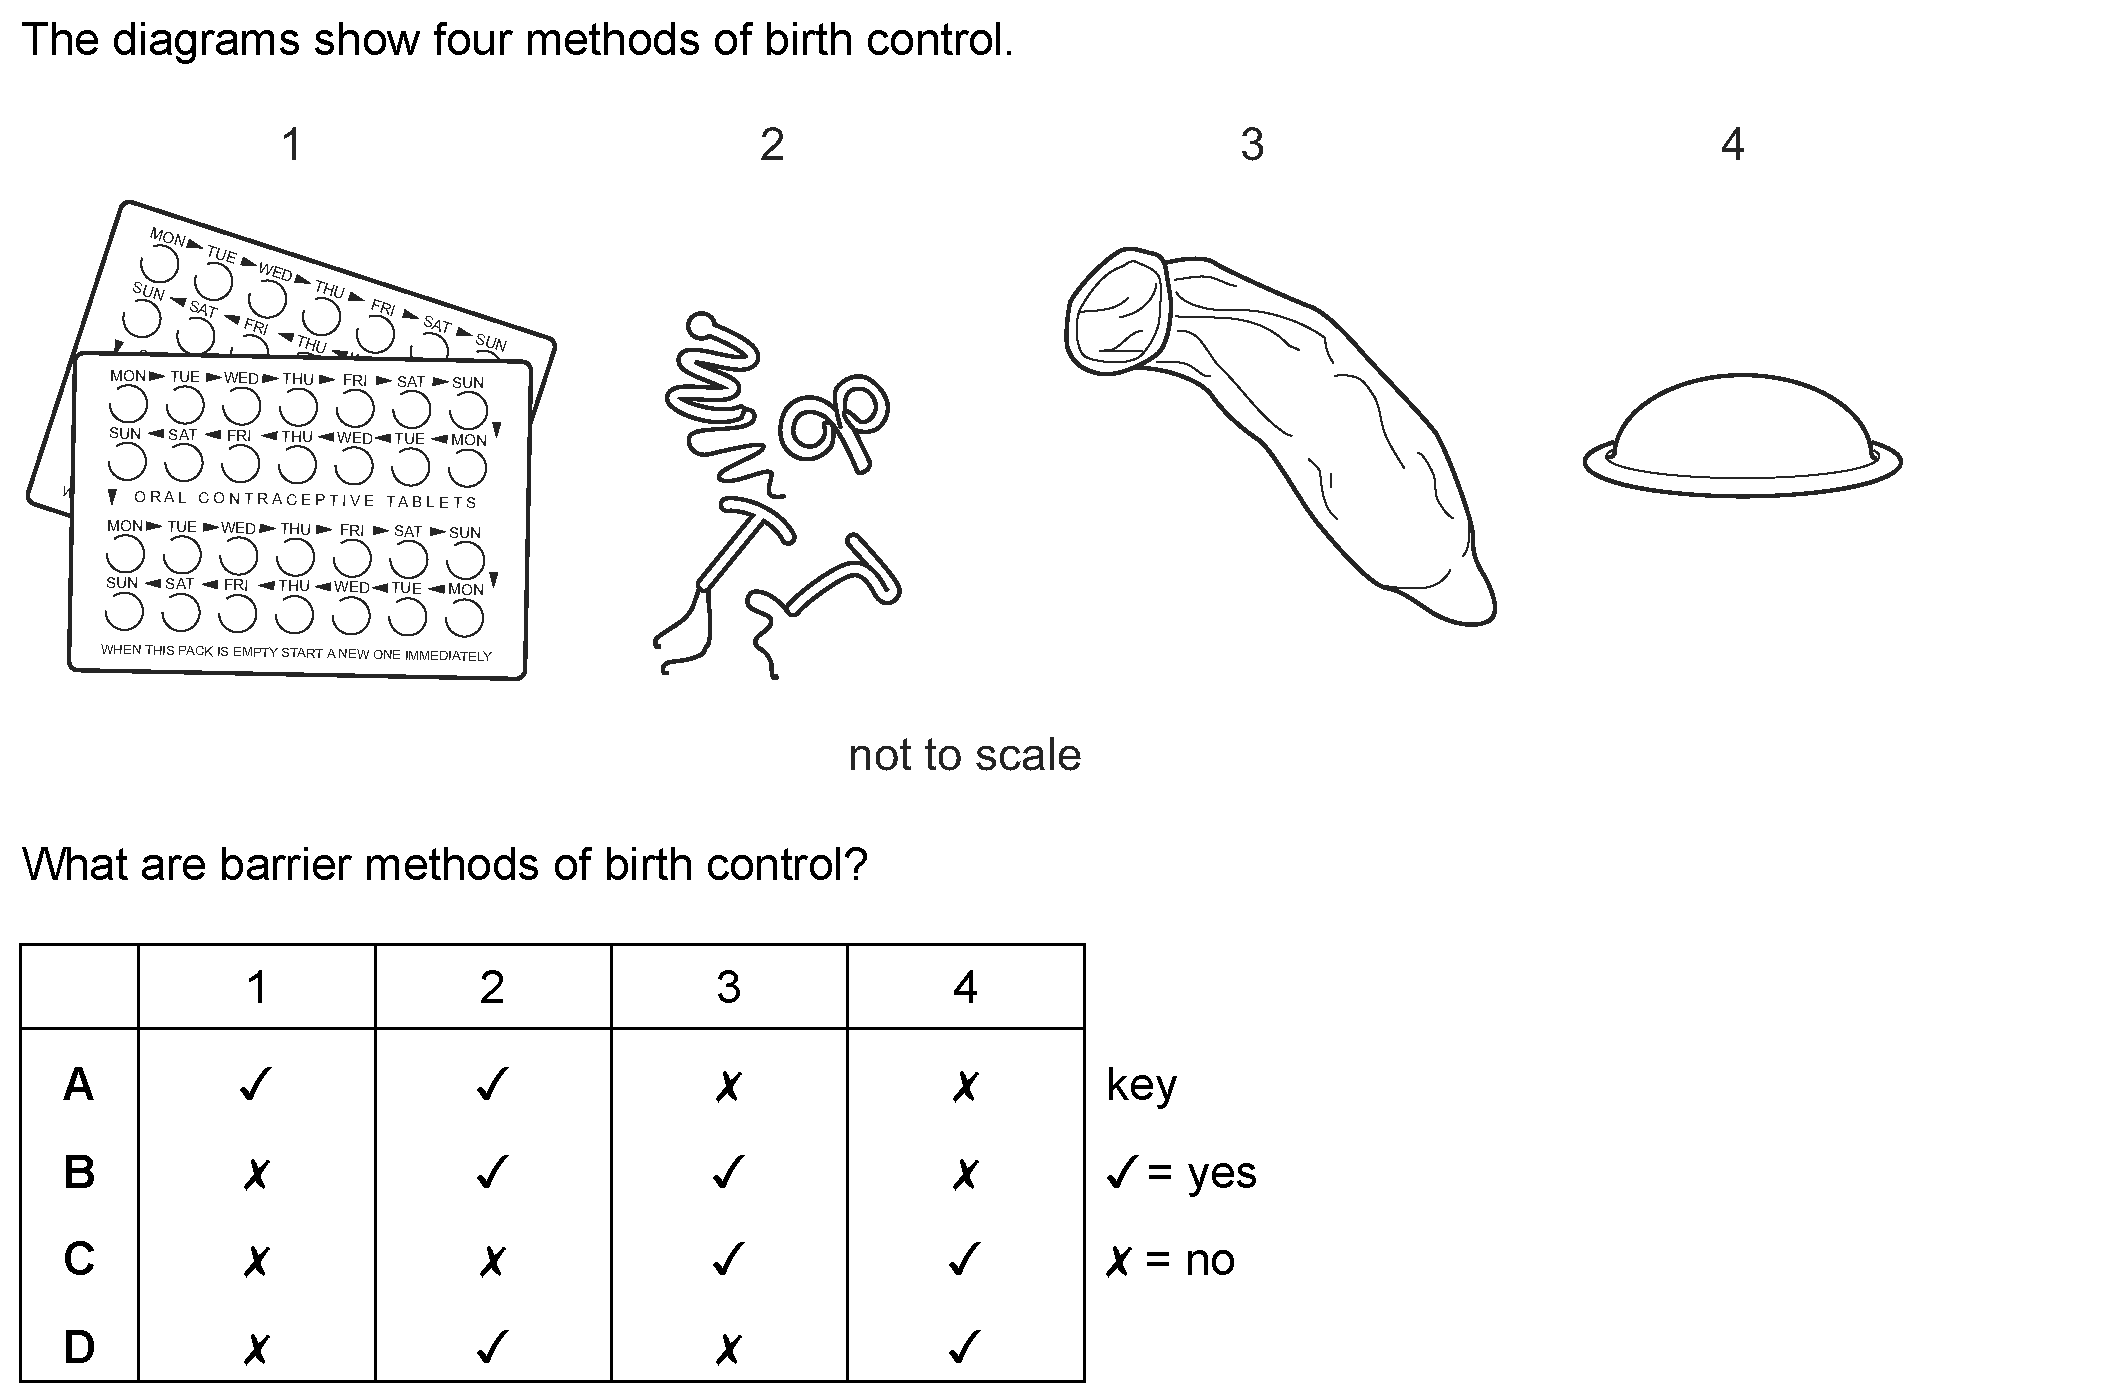 The diagrams show four methods of birth control.
1 2 3 4
MON TUE WED THU FRI SAT SUN
SUN SAT FRI THU
MON TUE WED THU FRI SAT SUN
SUN SAT FRI THU WED TUE MON
ORAL CONTRACEPTIVE TABLETS
MON TUE WED THU FRI SAT SUN
SUN SAT FRI THU WED TUE MON
WHEN THIS PACK IS EMPTY START A NEW ONE IMMEDIATELY
not to scale
What are barrier methods of birth control?
1 2 3 4
A ✓ ✓ ✗ ✗ key
B ✗ ✓ ✓ ✗ ✓ = yes
C ✗ ✗ ✓ ✓ ✗ = no
D ✗ ✓ ✗ ✓